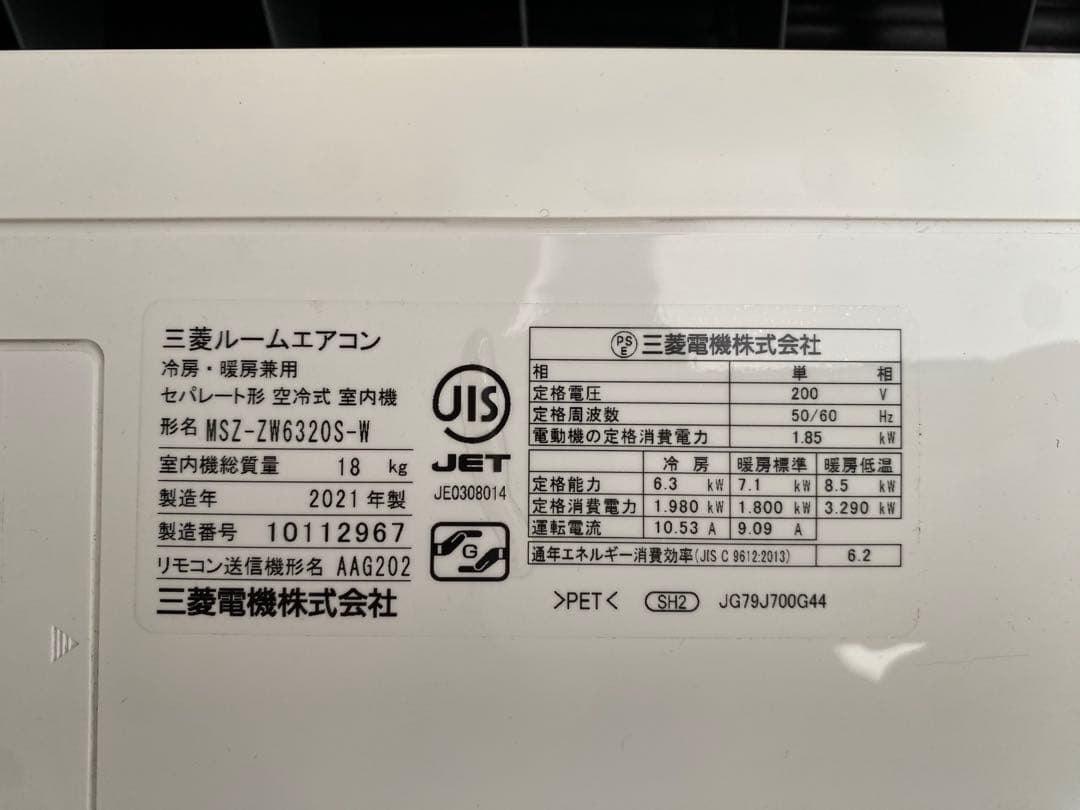 三菱ルームエアコン
冷房・暖房兼用
セパレート形 空冷式 室内機
形名 MSZ-ZW6320S-W
室内機総質量 18 kg
製造年 2021年製
製造番号 10112967
リモコン送信機形名 AAG202
三菱電機株式会社
JIS
JET
JE0308014
G
PS E 三菱電機株式会社
相 単 相
定格電圧 200 V
定格周波数 50/60 Hz
電動機の定格消費電力 1.85 kW
冷房 暖房標準 暖房低温
定格能力 6.3 kW 7.1 kW 8.5 kW
定格消費電力 1.980 kW 1.800 kW 3.290 kW
運転電流 10.53 A 9.09 A
通年エネルギー消費効率(JIS C 9612:2013) 6.2
>PET< SH2 JG79J700G44